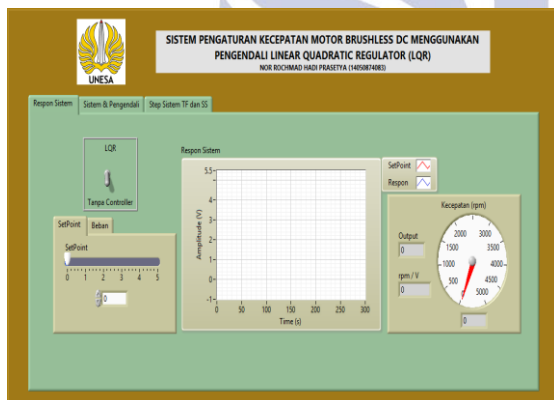 SISTEM PENGATURAN KECEPATAN MOTOR BRUSHLESS DC MENGGUNAKAN
PENGENDALI LINEAR QUADRATIC REGULATOR (LQR)
NOR ROCHMAD HADI PRASETYA (14050874083)
UNESA
Respon Sistem
Sistem & Pengendali
Step Sistem TF dan SS
LQR
Tanpa Controller
SetPoint
Beban
SetPoint
0 1 2 3 4 5
0
Respon Sistem
Amplitude (V)
5.5
4
3
2
1
0
-1
0 50 100 150 200 250 300
Time (s)
SetPoint
Respon
Kecepatan (rpm)
Output
0
rpm / V
0
500 1000 1500 2000 3000 3500 4000 4500 5000
0